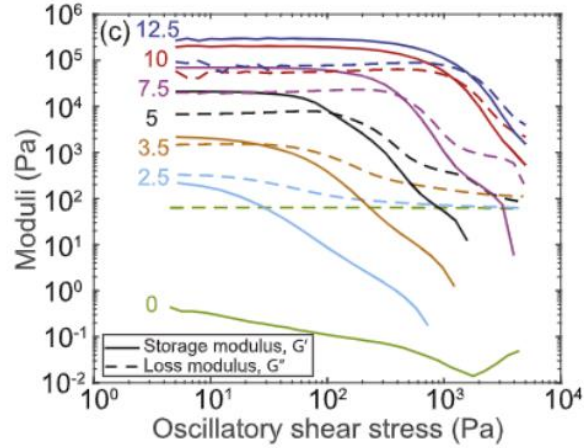 (c)
12.5
10
7.5
5
3.5
2.5
0
Moduli (Pa)
10⁶
10⁵
10⁴
10³
10²
10¹
10⁰
10⁻¹
10⁻²
Storage modulus, G'
Loss modulus, G"
10⁰ 10¹ 10² 10³ 10⁴
Oscillatory shear stress (Pa)